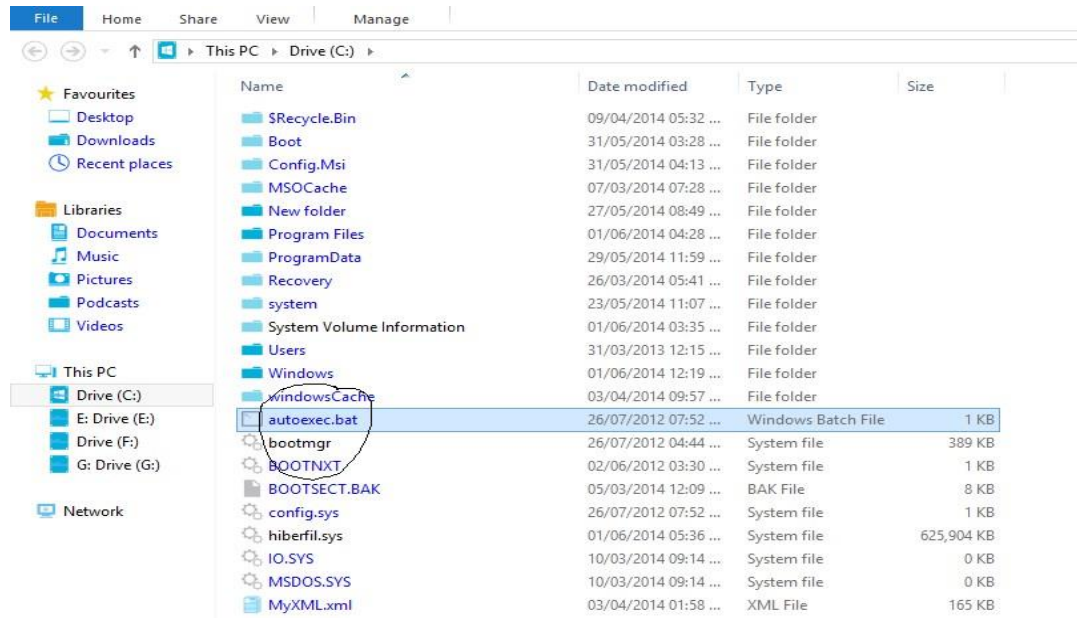 File Home Share View Manage
This PC Drive (C:)
Name Date modified Type Size
Favourites
Desktop
Downloads
Recent places
Libraries
Documents
Music
Pictures
Podcasts
Videos
This PC
Drive (C:)
E: Drive (E:)
Drive (F:)
G: Drive (G:)
Network
$Recycle.Bin 09/04/2014 05:32 ... File folder
Boot 31/05/2014 03:28 ... File folder
Config.Msi 31/05/2014 04:13 ... File folder
MSOCache 07/03/2014 07:28 ... File folder
New folder 27/05/2014 08:49 ... File folder
Program Files 01/06/2014 04:28 ... File folder
ProgramData 29/05/2014 11:59 ... File folder
Recovery 26/03/2014 05:41 ... File folder
system 23/05/2014 11:07 ... File folder
System Volume Information 01/06/2014 03:35 ... File folder
Users 31/03/2013 12:15 ... File folder
Windows 01/06/2014 12:19 ... File folder
windowsCache 03/04/2014 09:57 ... File folder
autoexec.bat 26/07/2012 07:52 ... Windows Batch File 1 KB
bootmgr 26/07/2012 04:44 ... System file 389 KB
BOOTNXT 02/06/2012 03:30 ... System file 1 KB
BOOTSECT.BAK 05/03/2014 12:09 ... BAK File 8 KB
config.sys 26/07/2012 07:52 ... System file 1 KB
hiberfil.sys 01/06/2014 05:36 ... System file 625,904 KB
IO.SYS 10/03/2014 09:14 ... System file 0 KB
MSDOS.SYS 10/03/2014 09:14 ... System file 0 KB
MyXML.xml 03/04/2014 01:58 ... XML File 165 KB